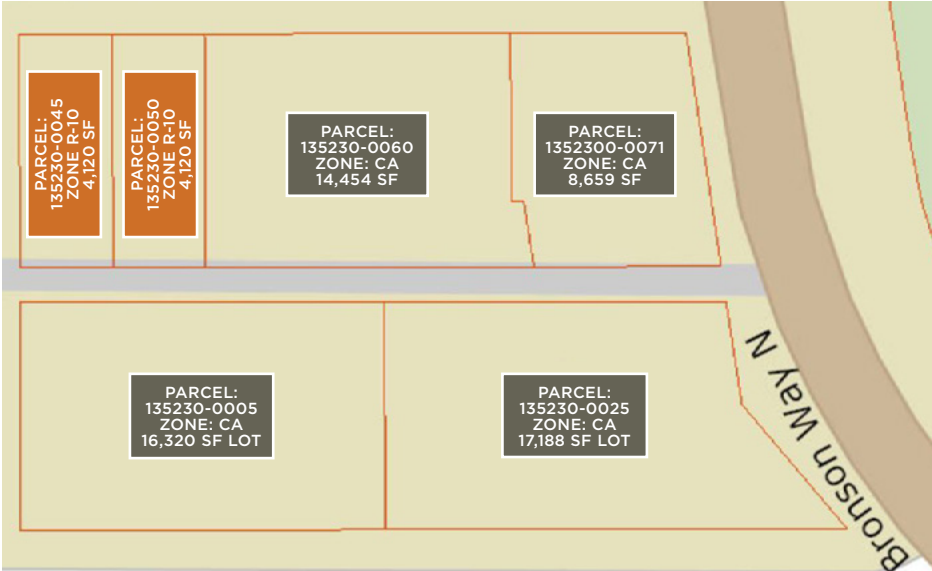 PARCEL:
135230-0045
ZONE R-10
4,120 SF
PARCEL:
135230-0050
ZONE R-10
4,120 SF
PARCEL:
135230-0060
ZONE: CA
14,454 SF
PARCEL:
1352300-0071
ZONE: CA
8,659 SF
PARCEL:
135230-0005
ZONE: CA
16,320 SF LOT
PARCEL:
135230-0025
ZONE: CA
17,188 SF LOT
Bronson Way N